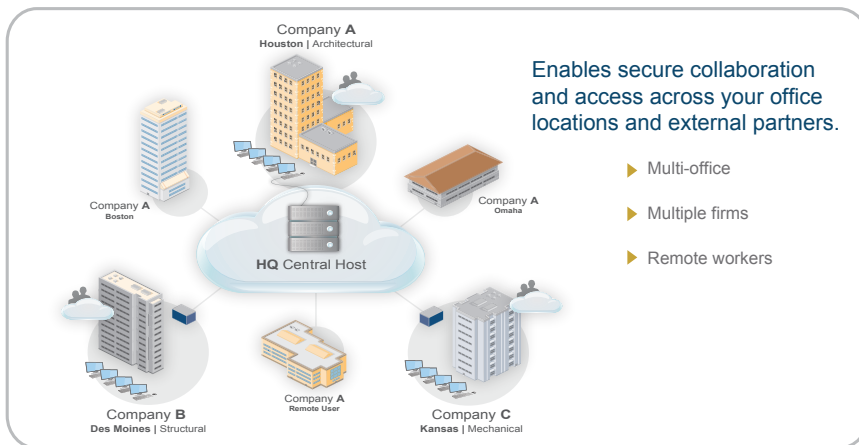 Company A
Houston | Architectural
Enables secure collaboration
and access across your office
locations and external partners.
Multi-office
Multiple firms
Remote workers
Company A
Boston
Company A
Omaha
HQ Central Host
Company A
Remote User
Company B
Des Moines | Structural
Company C
Kansas | Mechanical